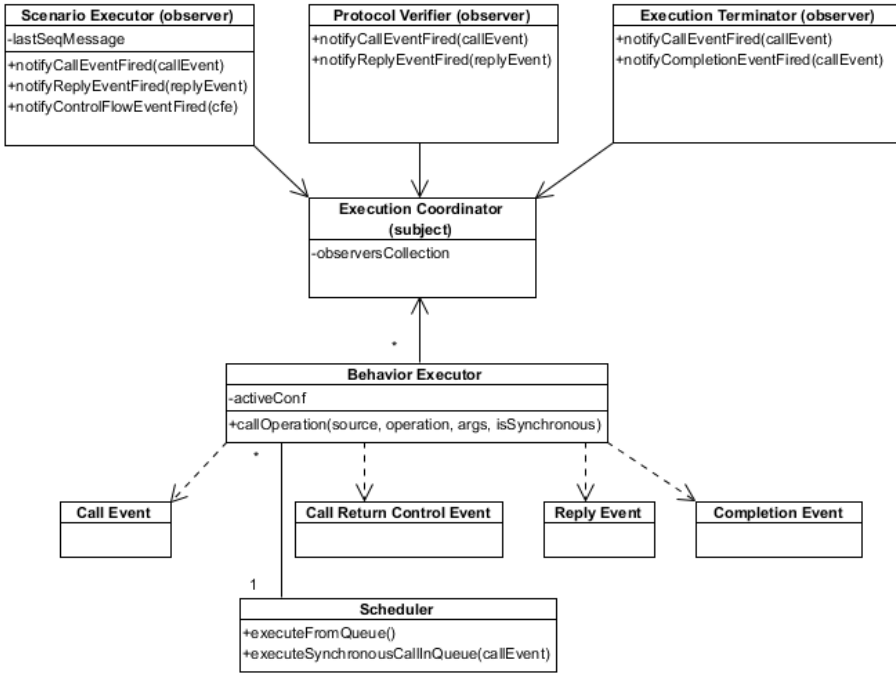 Scenario Executor (observer)
-lastSeqMessage
+notifyCallEventFired(callEvent)
+notifyReplyEventFired(replyEvent)
+notifyControlFlowEventFired(cfe)
Protocol Verifier (observer)
+notifyCallEventFired(callEvent)
+notifyReplyEventFired(replyEvent)
Execution Terminator (observer)
+notifyCallEventFired(callEvent)
+notifyCompletionEventFired(callEvent)
Execution Coordinator
(subject)
-observersCollection
*
Behavior Executor
-activeConf
+callOperation(source, operation, args, isSynchronous)
*
Call Event
Call Return Control Event
Reply Event
Completion Event
1
Scheduler
+executeFromQueue()
+executeSynchronousCallInQueue(callEvent)